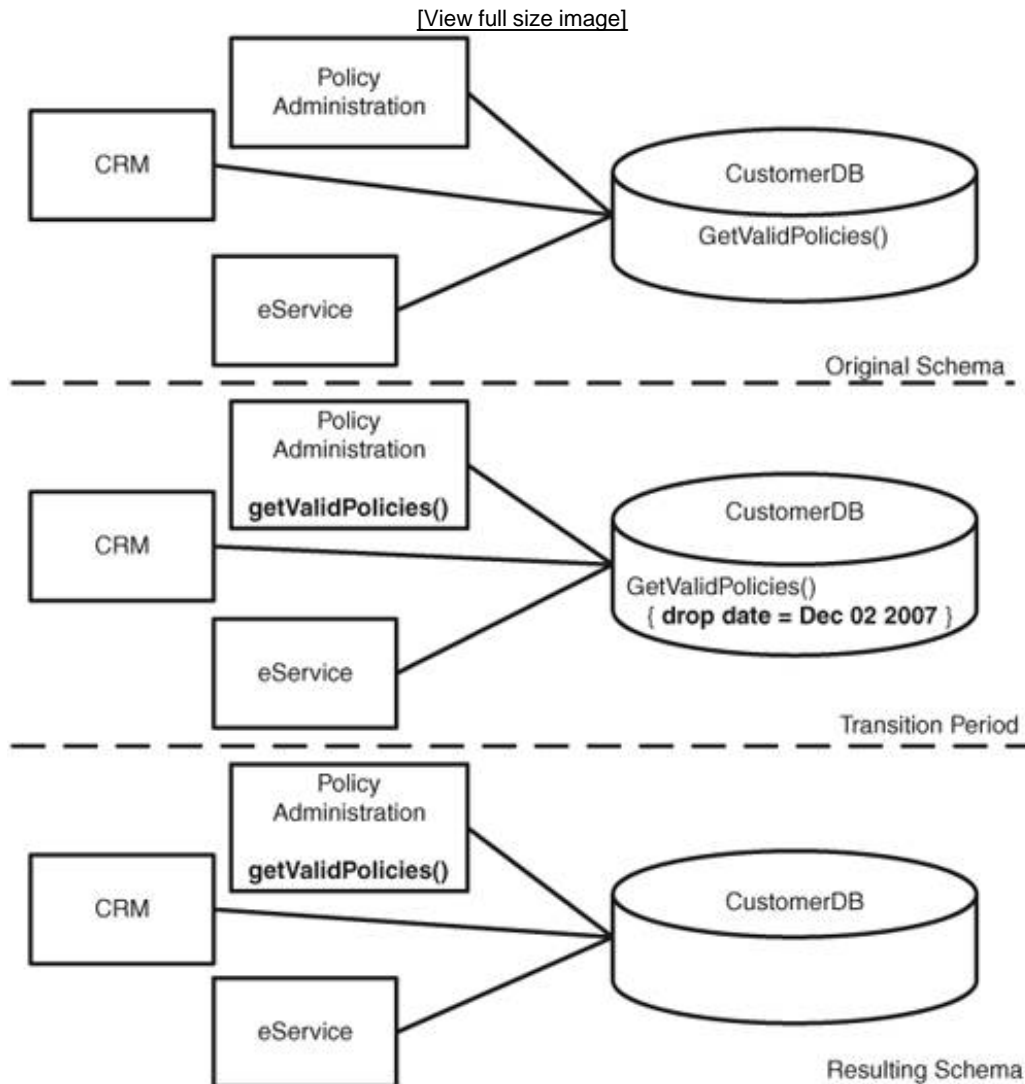 [View full size image]
Policy
Administration
CRM
eService
CustomerDB
GetValidPolicies()
Original Schema
Policy
Administration
getValidPolicies()
CRM
eService
CustomerDB
GetValidPolicies()
{ drop date = Dec 02 2007 }
Transition Period
Policy
Administration
getValidPolicies()
CRM
eService
CustomerDB
Resulting Schema